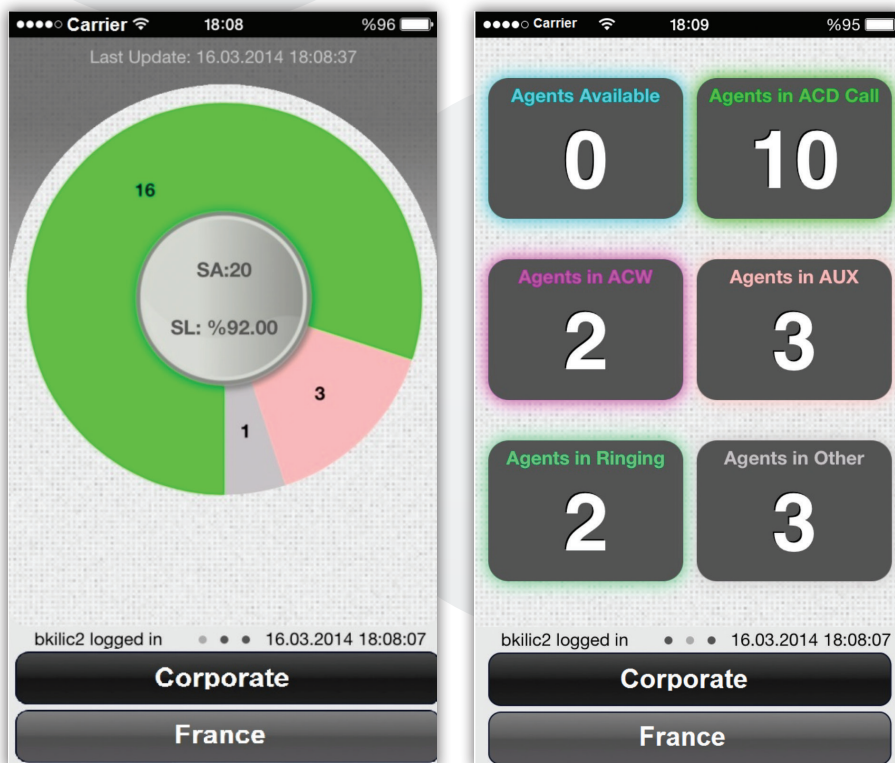 ●●●●○ Carrier 18:08 %96
Last Update: 16.03.2014 18:08:37
16
SA:20
SL: %92.00
3
1
bkilic2 logged in 16.03.2014 18:08:07
Corporate
France
●●●●○ Carrier 18:09 %95
Agents Available Agents in ACD Call
0 10
Agents in ACW Agents in AUX
2 3
Agents in Ringing Agents in Other
2 3
bkilic2 logged in 16.03.2014 18:08:07
Corporate
France